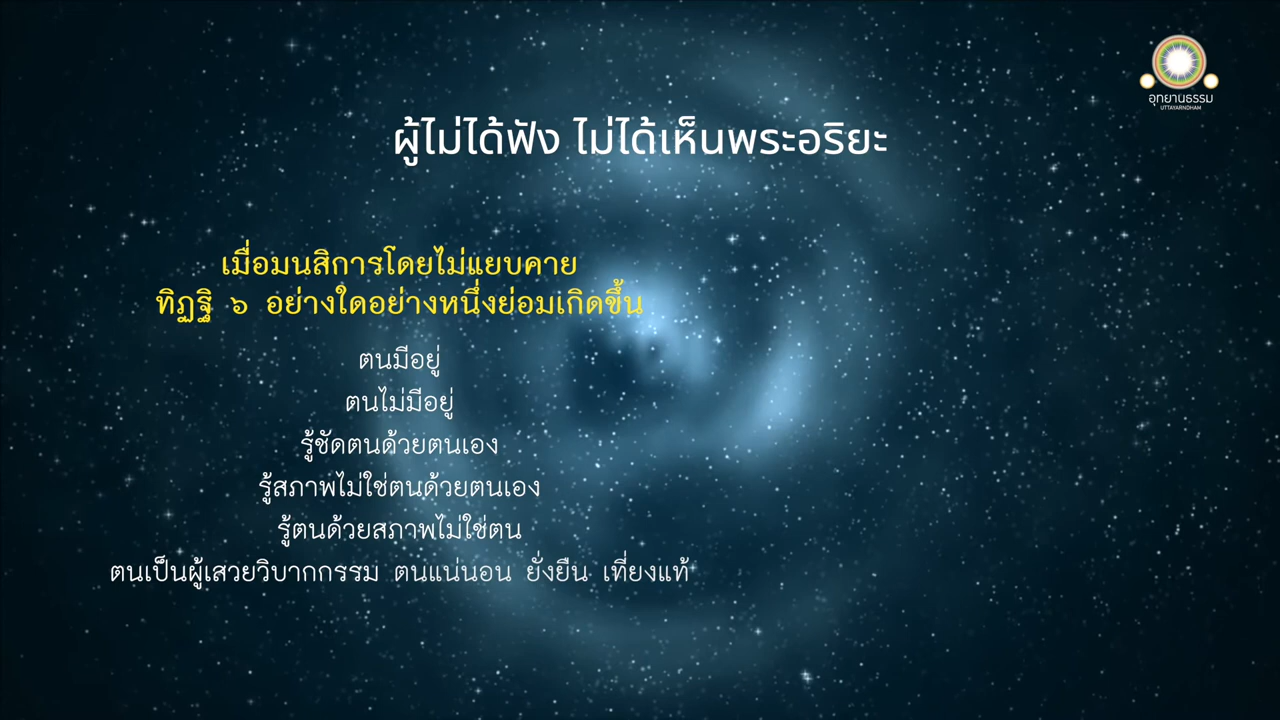 อุทยานธรรม
UTTAYARNDHAM
ผู้ไม่ได้ฟัง ไม่ได้เห็นพระอริยะ
เมื่อมนสิการโดยไม่แยบคาย
ทิฏฐิ ๖ อย่างใดอย่างหนึ่งย่อมเกิดขึ้น
ตนมีอยู่
ตนไม่มีอยู่
รู้ชัดตนด้วยตนเอง
รู้สภาพไม่ใช่ตนด้วยตนเอง
รู้ตนด้วยสภาพไม่ใช่ตน
ตนเป็นผู้เสวยวิบากกรรม ตนแน่นอน ยั่งยืน เที่ยงแท้